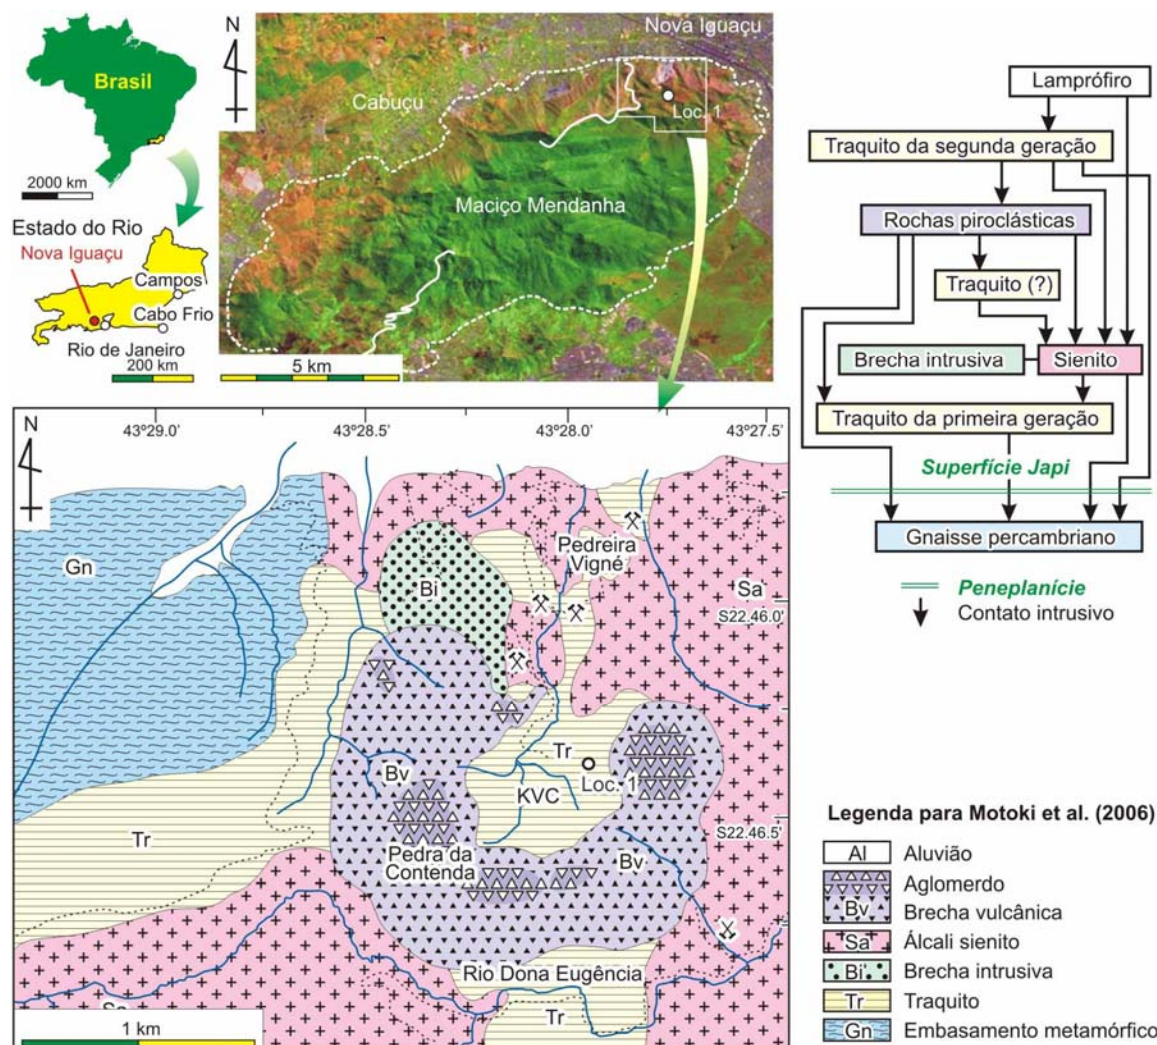 Brasil
2000 km
Estado do Rio
Nova Iguaçu
Campos
Cabo Frio
Rio de Janeiro
200 km
N
Nova Iguaçu
Cabuçu
Loc. 1
Maciço Mendanha
5 km
Lamprófiro
Traquito da segunda geração
Rochas piroclásticas
Traquito (?)
Brecha intrusiva
Sienito
Traquito da primeira geração
Superfície Japi
Gnaisse percambriano
Peneplanície
Contato intrusivo
N
43°29.0'
43°28.5'
43°28.0'
43°27.5'
Gn
Bi
Pedreira
Vigné
Sa
S22.46.0'
Tr
Bv
Loc. 1
KVC
Tr
S22.46.5'
Pedra da
Contenda
Bv
Rio Dona Eugência
Tr
Sa
1 km
Legenda para Motoki et al. (2006)
Al Aluvião
Aglomerdo
Bv Brecha vulcânica
Sa Álcali sienito
Bi Brecha intrusiva
Tr Traquito
Gn Embasamento metamórfico